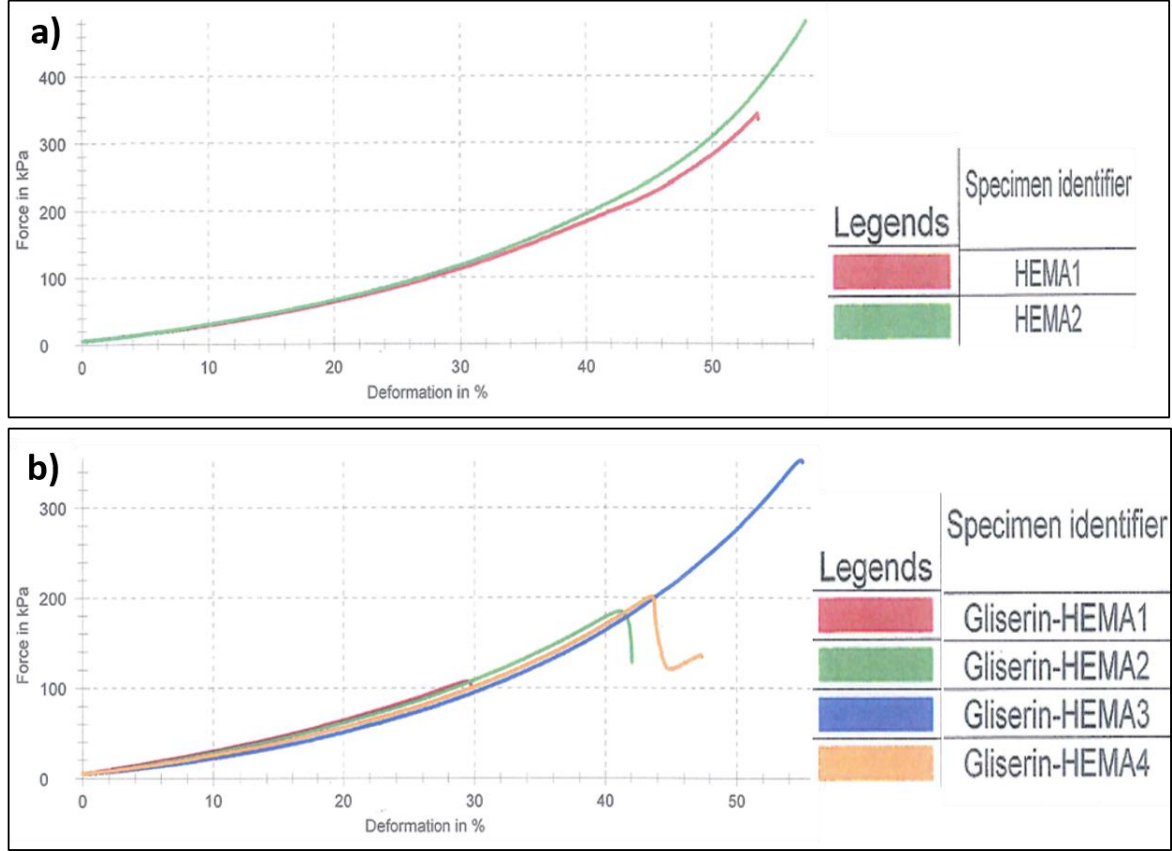 a)
400
300
200
100
0
Force in kPa
0 10 20 30 40 50
Deformation in %
Legends Specimen identifier
HEMA1
HEMA2
b)
300
200
100
0
Force in kPa
0 10 20 30 40 50
Deformation in %
Legends Specimen identifier
Gliserin-HEMA1
Gliserin-HEMA2
Gliserin-HEMA3
Gliserin-HEMA4